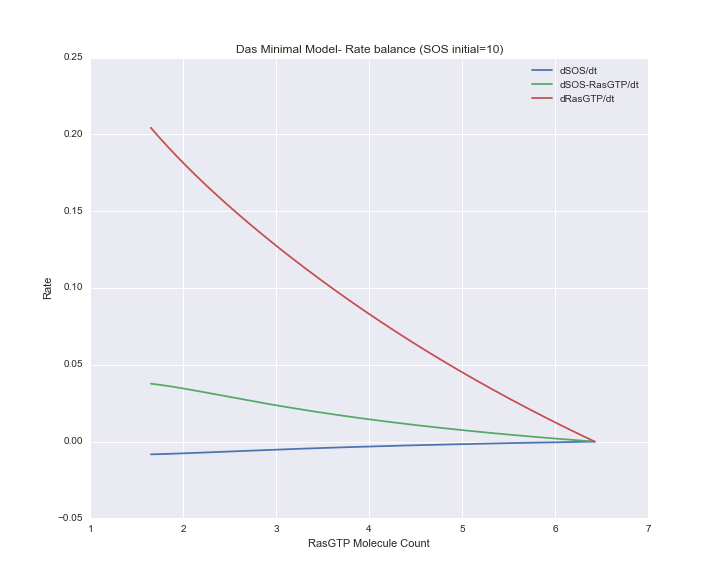 Das Minimal Model- Rate balance (SOS initial=10)
dSOS/dt
dSOS-RasGTP/dt
dRasGTP/dt
0.25
0.20
0.15
0.10
0.05
0.00
−0.05
Rate
1 2 3 4 5 6 7
RasGTP Molecule Count